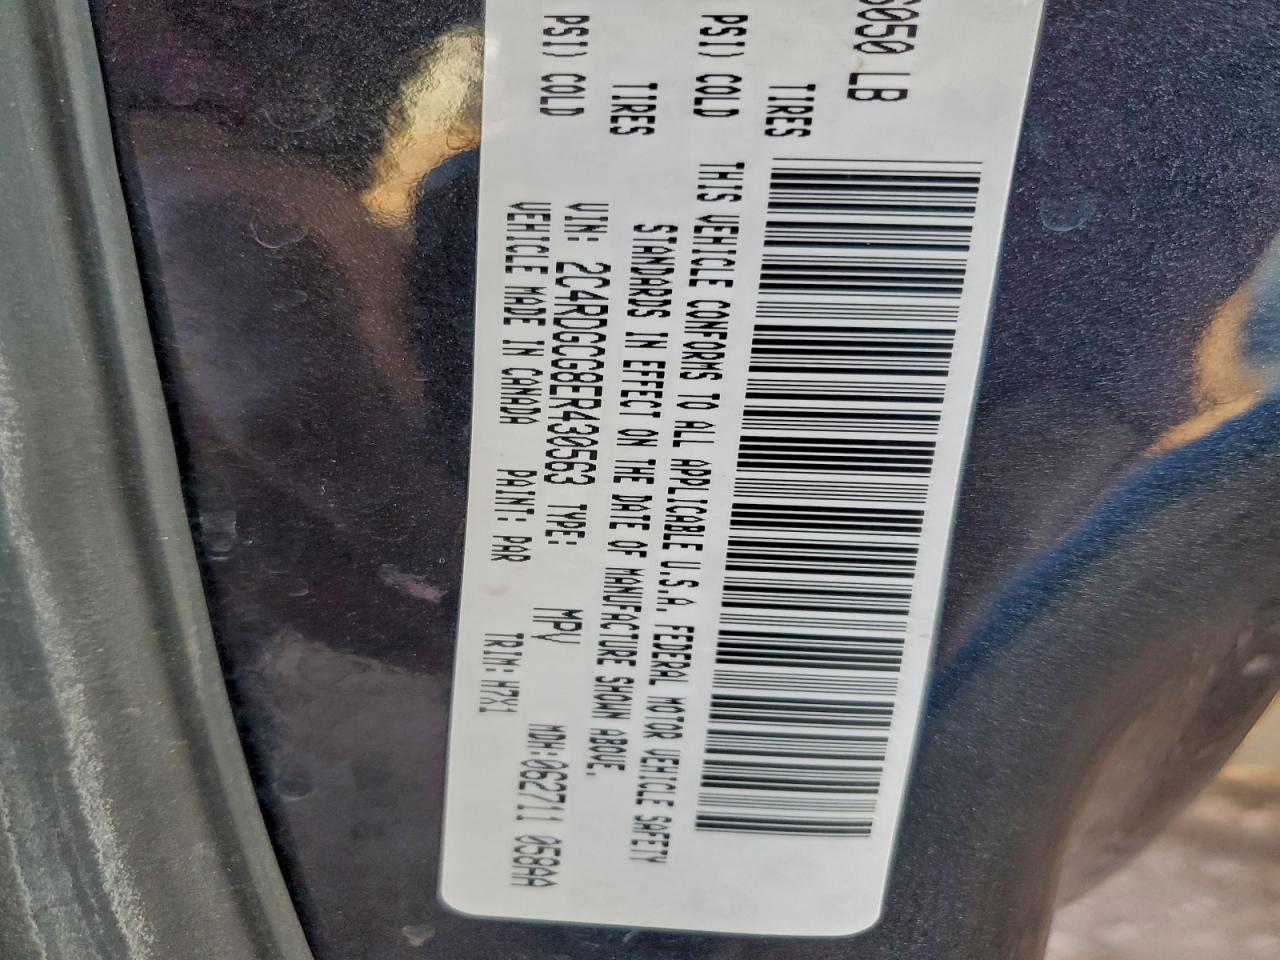 6050 LB
TIRES
PSI) COLD
TIRES
PSI) COLD
THIS VEHICLE CONFORMS TO ALL APPLICABLE U.S.A. FEDERAL MOTOR VEHICLE SAFETY
STANDARDS IN EFFECT ON THE DATE OF MANUFACTURE SHOWN ABOVE.
VIN: 2C4RDGCG8ER430563 TYPE: MPV MDH:062711 058AA
VEHICLE MADE IN CANADA PAINT: PAR TRIM: H7X1